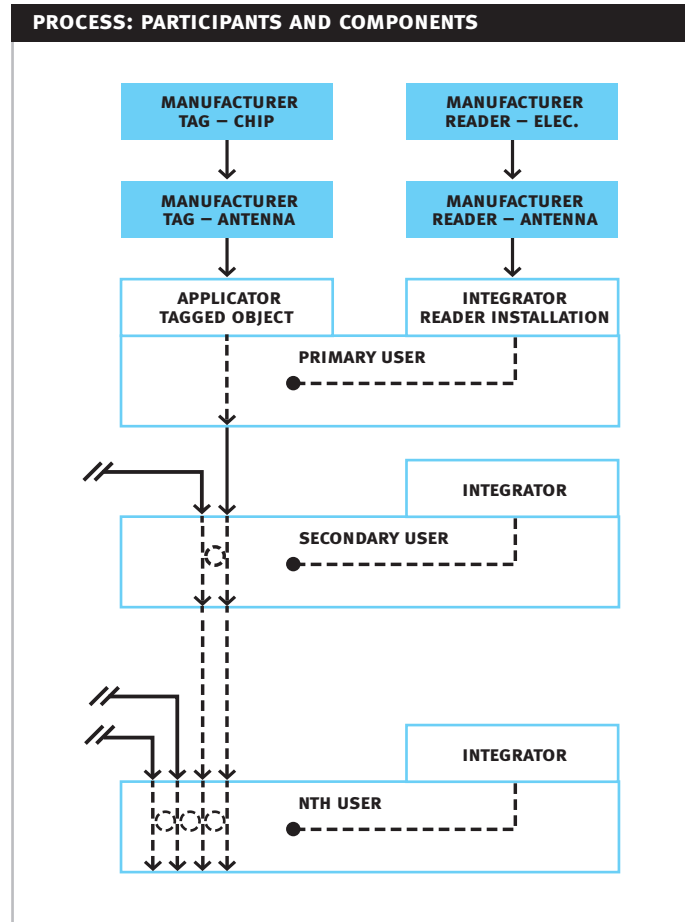 PROCESS: PARTICIPANTS AND COMPONENTS
MANUFACTURER
TAG – CHIP
MANUFACTURER
READER – ELEC.
MANUFACTURER
TAG – ANTENNA
MANUFACTURER
READER – ANTENNA
APPLICATOR
TAGGED OBJECT
INTEGRATOR
READER INSTALLATION
PRIMARY USER
INTEGRATOR
SECONDARY USER
INTEGRATOR
NTH USER